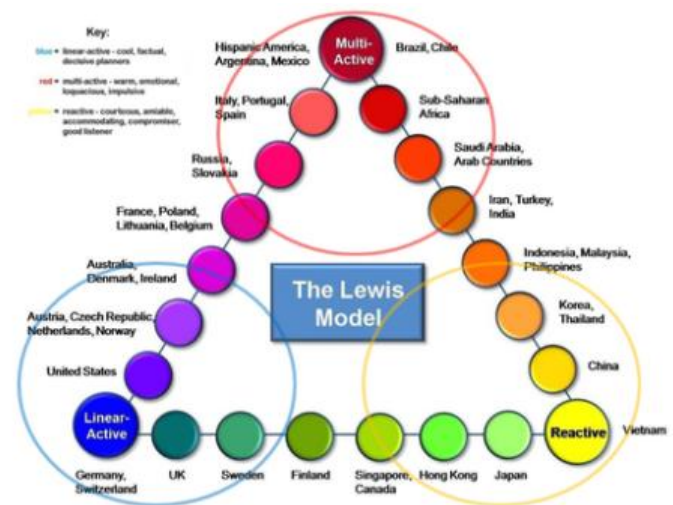 Key:
blue = linear-active - cool, factual,
decisive planners
red = multi-active - warm, emotional,
loquacious, impulsive
yellow = reactive - courteous, amiable,
accommodating, compromiser,
good listener
Hispanic America,
Argentina, Mexico
Multi-
Active
Brazil, Chile
Italy, Portugal,
Spain
Sub-Saharan
Africa
Russia,
Slovakia
Saudi Arabia,
Arab Countries
France, Poland,
Lithuania, Belgium
Iran, Turkey,
India
Australia,
Denmark, Ireland
Indonesia, Malaysia,
Philippines
The Lewis
Model
Austria, Czech Republic,
Netherlands, Norway
Korea,
Thailand
United States
China
Linear-
Active
Reactive
Vietnam
Germany,
Switzerland
UK
Sweden
Finland
Singapore,
Canada
Hong Kong
Japan